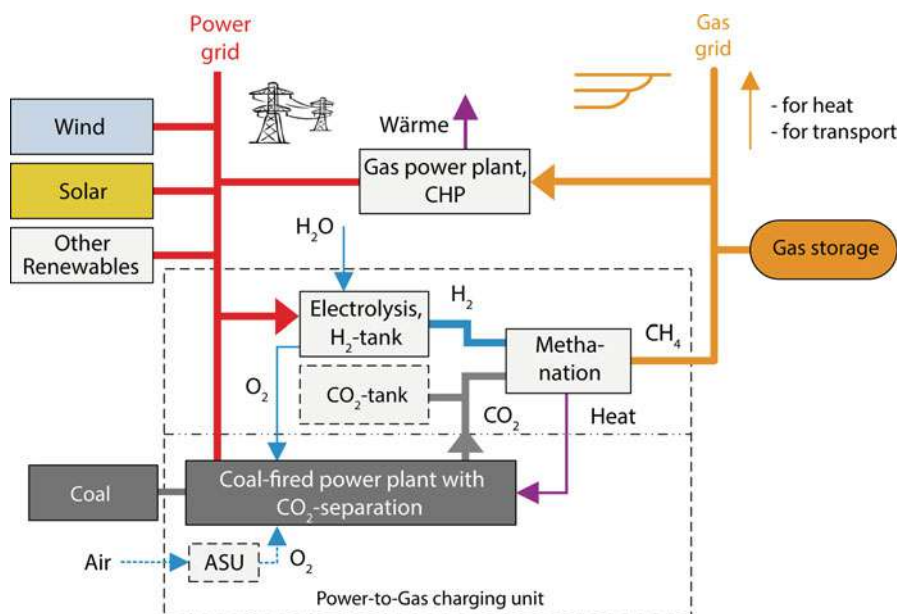 Power
grid
Gas
grid
- for heat
- for transport
Wind
Wärme
Gas power plant,
CHP
Solar
H₂O
Other
Renewables
Gas storage
Electrolysis,
H₂-tank
H₂
Metha-
nation
CH₄
O₂
CO₂-tank
CO₂
Heat
Coal
Coal-fired power plant with
CO₂-separation
Air
ASU
O₂
Power-to-Gas charging unit